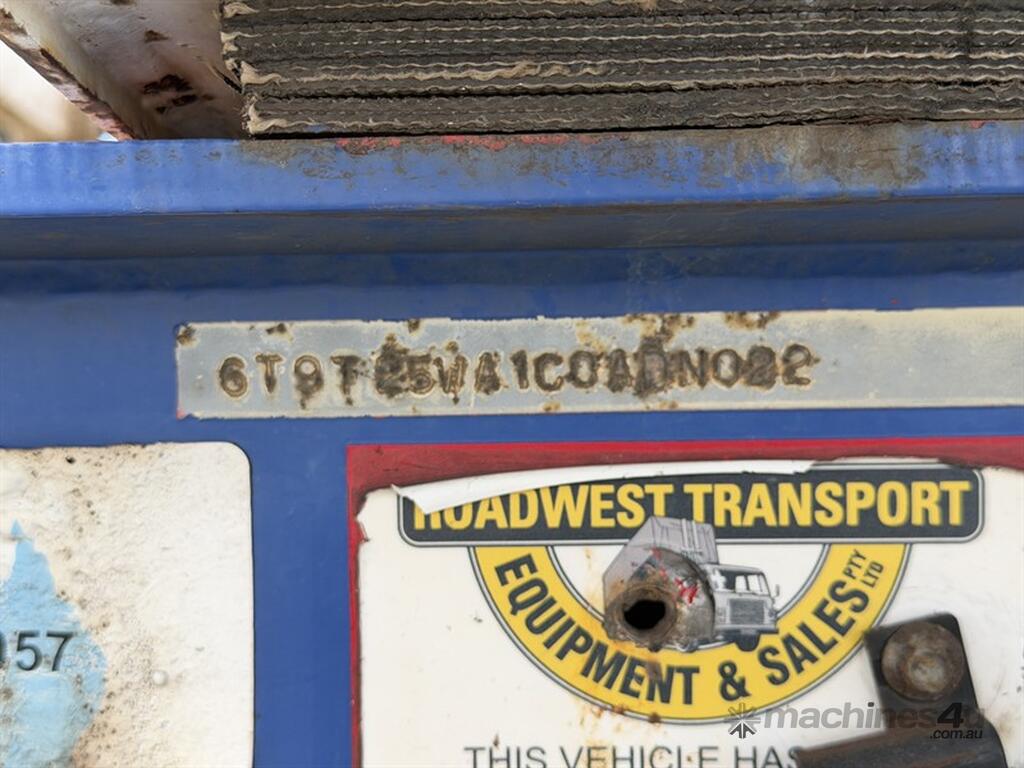 6T9T25WA1C0ADN022
ROADWEST TRANSPORT
EQUIPMENT & SALES PTY LTD
057
THIS VEHICLE HAS
machines4u
.com.au